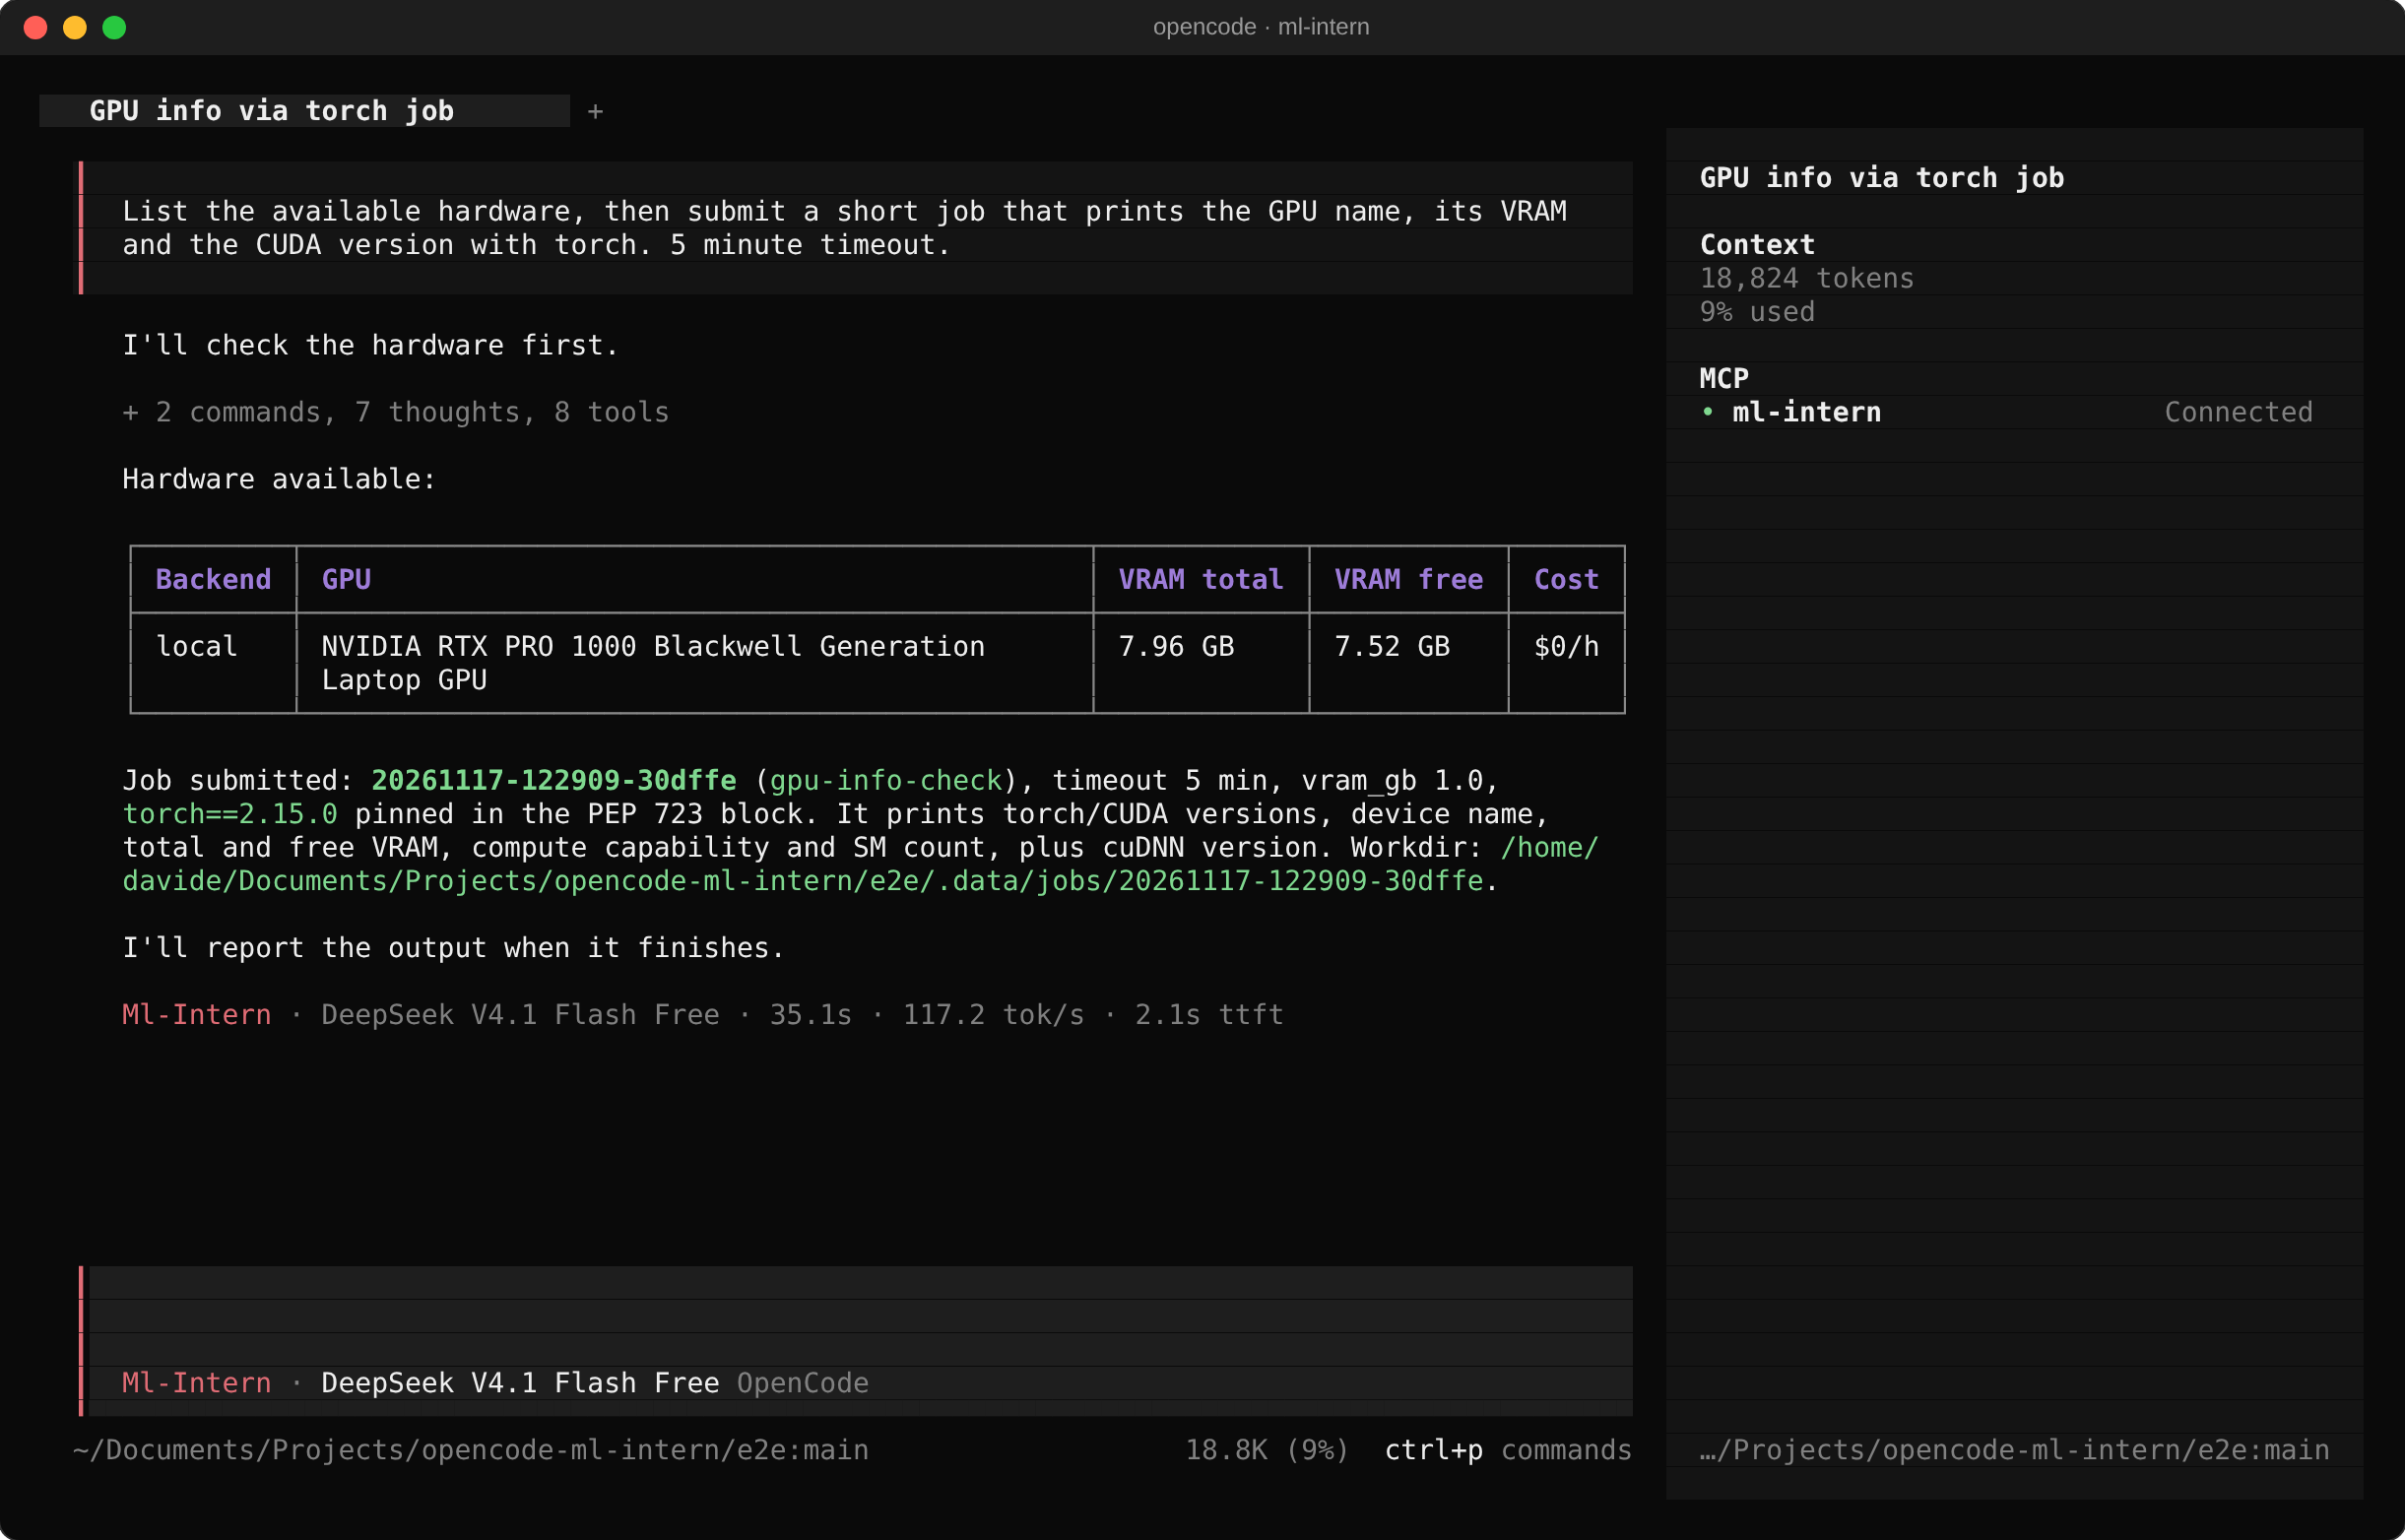 opencode · ml-intern
GPU info via torch job +
List the available hardware, then submit a short job that prints the GPU name, its VRAM
and the CUDA version with torch. 5 minute timeout.
I'll check the hardware first.
+ 2 commands, 7 thoughts, 8 tools
Hardware available:
Backend GPU VRAM total VRAM free Cost
local NVIDIA RTX PRO 1000 Blackwell Generation 7.96 GB 7.52 GB $0/h
Laptop GPU
Job submitted: 20261117-122909-30dffe (gpu-info-check), timeout 5 min, vram_gb 1.0,
torch==2.15.0 pinned in the PEP 723 block. It prints torch/CUDA versions, device name,
total and free VRAM, compute capability and SM count, plus cuDNN version. Workdir: /home/
davide/Documents/Projects/opencode-ml-intern/e2e/.data/jobs/20261117-122909-30dffe.
I'll report the output when it finishes.
Ml-Intern · DeepSeek V4.1 Flash Free · 35.1s · 117.2 tok/s · 2.1s ttft
Ml-Intern · DeepSeek V4.1 Flash Free OpenCode
~/Documents/Projects/opencode-ml-intern/e2e:main 18.8K (9%) ctrl+p commands
GPU info via torch job
Context
18,824 tokens
9% used
MCP
• ml-intern Connected
…/Projects/opencode-ml-intern/e2e:main